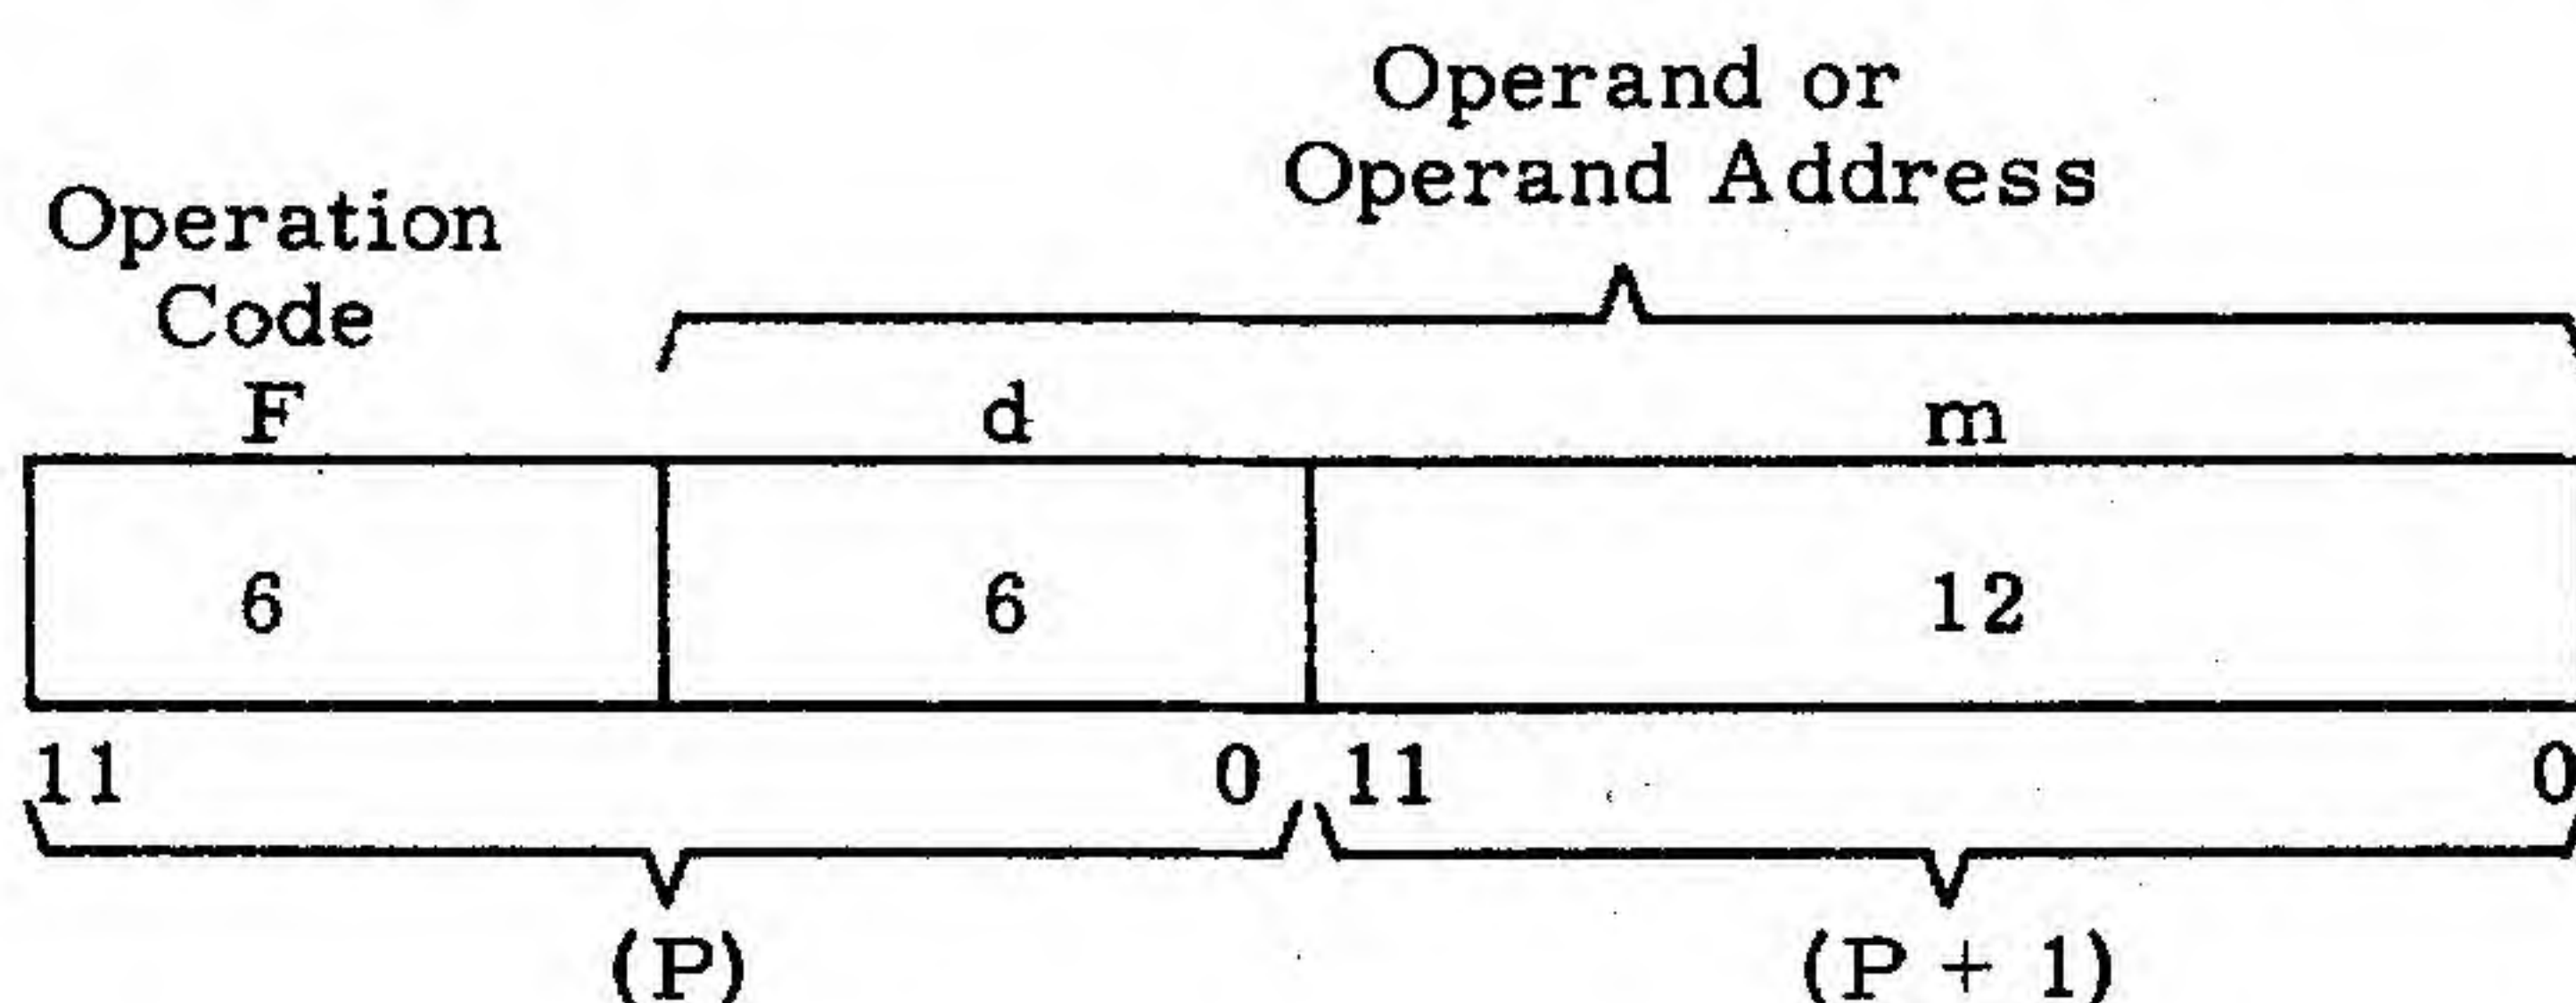 Operand or
Operand Address
Operation
Code
F d m
6 6 12
11 0 11 0
(P) (P + 1)